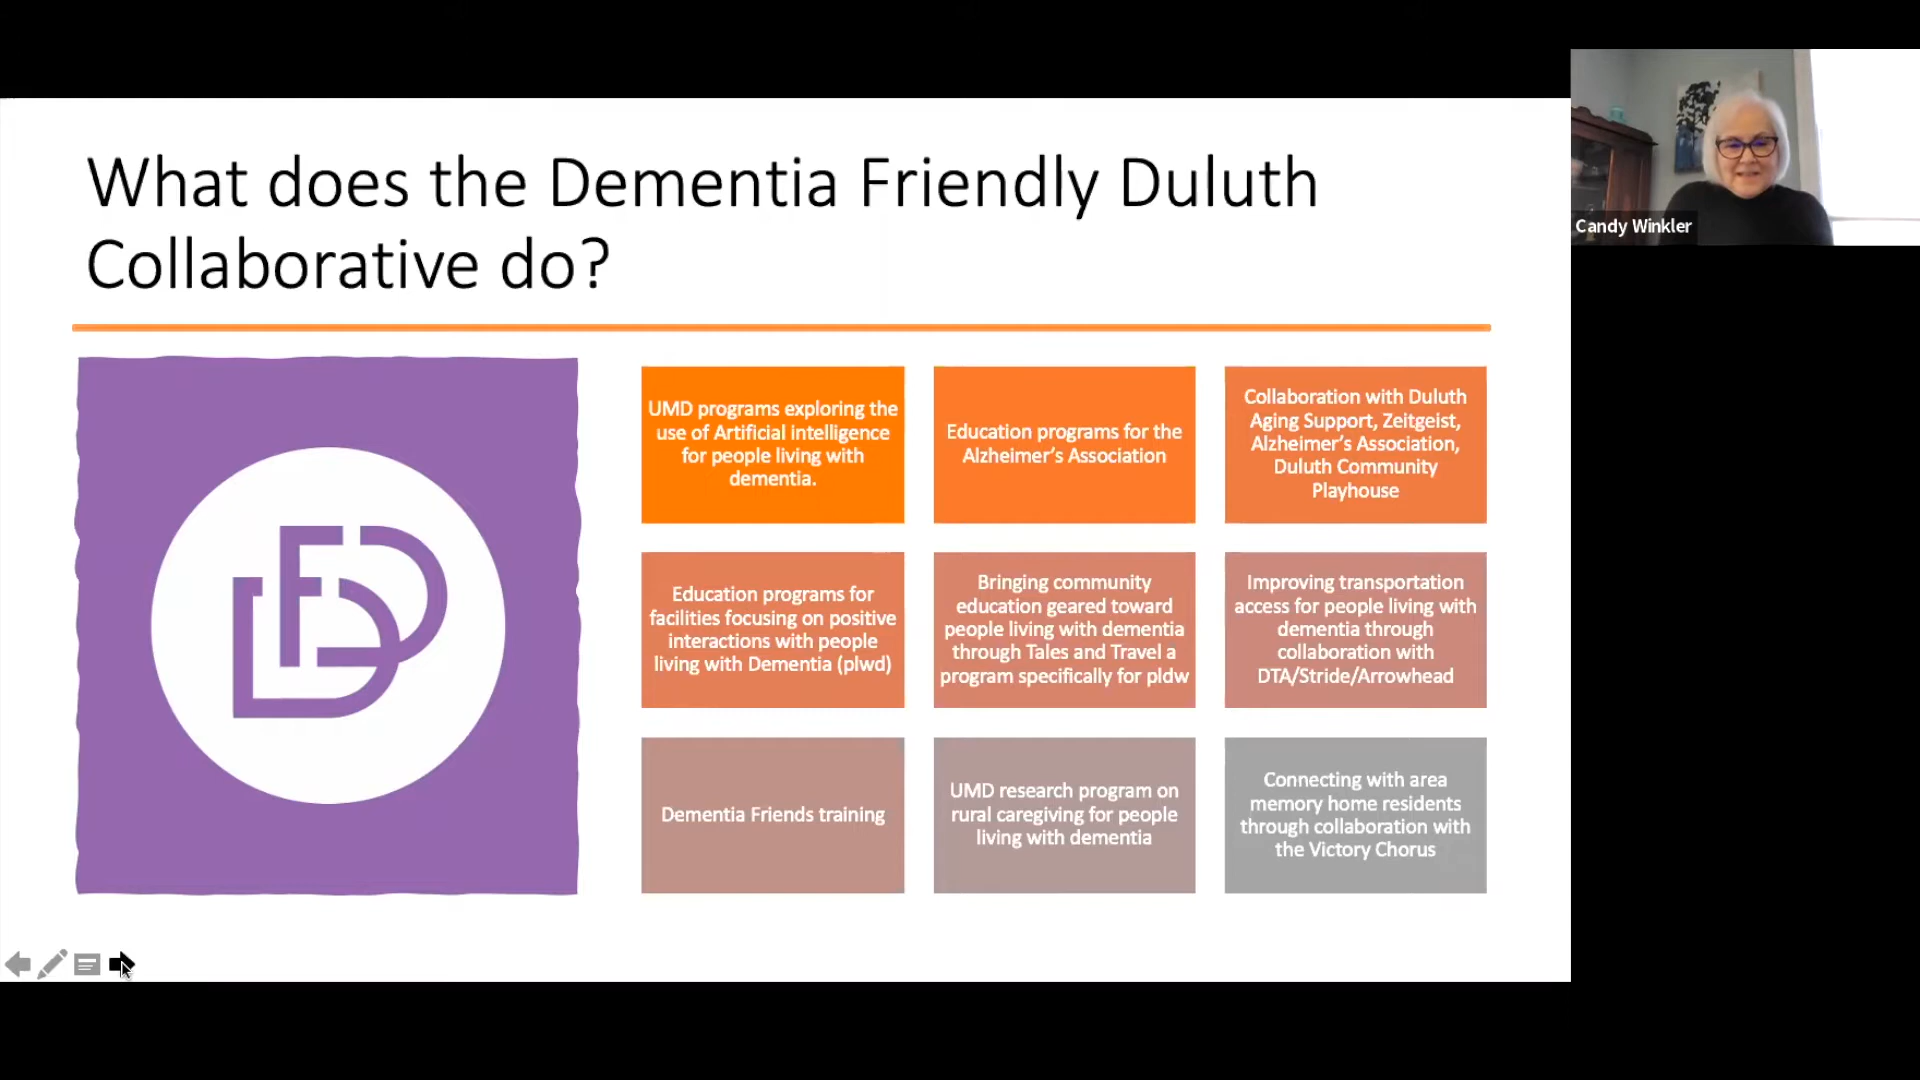 What does the Dementia Friendly Duluth
Collaborative do?
Candy Winkler
DFD
UMD programs exploring the
use of Artificial intelligence
for people living with
dementia.
Education programs for the
Alzheimer’s Association
Collaboration with Duluth
Aging Support, Zeitgeist,
Alzheimer’s Association,
Duluth Community
Playhouse
Education programs for
facilities focusing on positive
interactions with people
living with Dementia (plwd)
Bringing community
education geared toward
people living with dementia
through Tales and Travel a
program specifically for pldw
Improving transportation
access for people living with
dementia through
collaboration with
DTA/Stride/Arrowhead
Dementia Friends training
UMD research program on
rural caregiving for people
living with dementia
Connecting with area
memory home residents
through collaboration with
the Victory Chorus